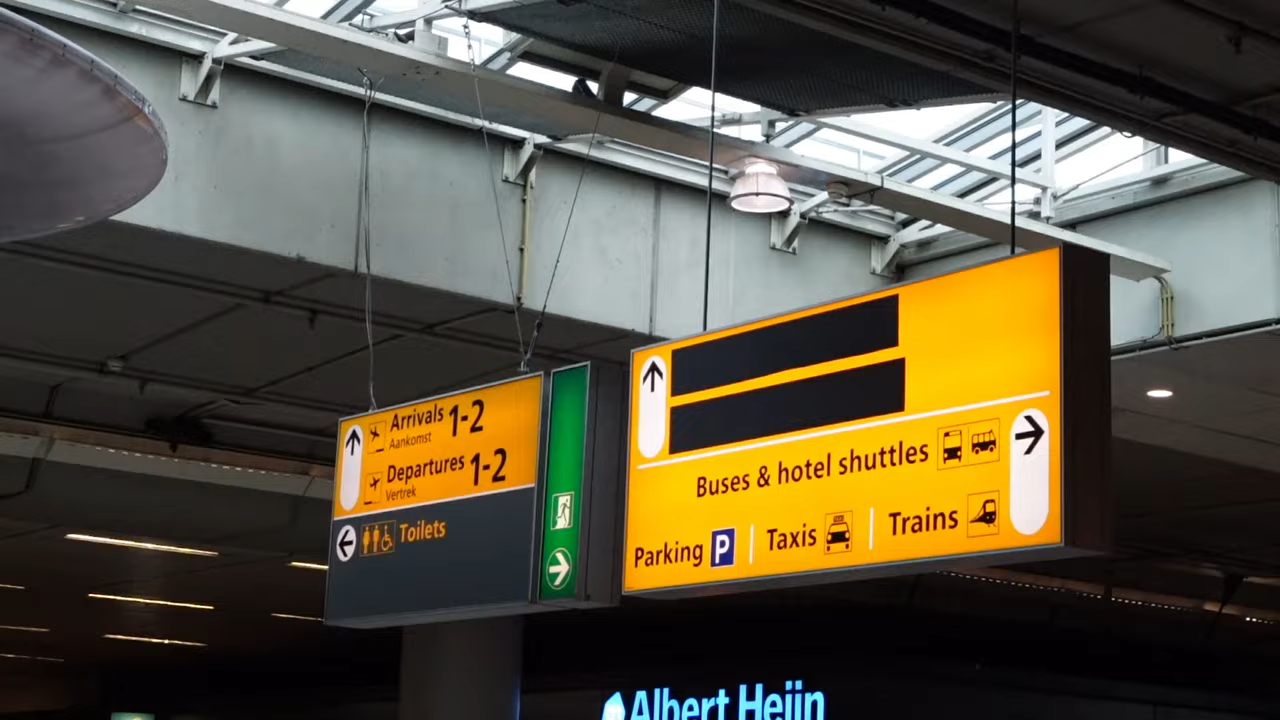 Arrivals 1-2
Aankomst
Departures 1-2
Vertrek
Toilets
Buses & hotel shuttles
Parking P
Taxis
Trains
Albert Heijn